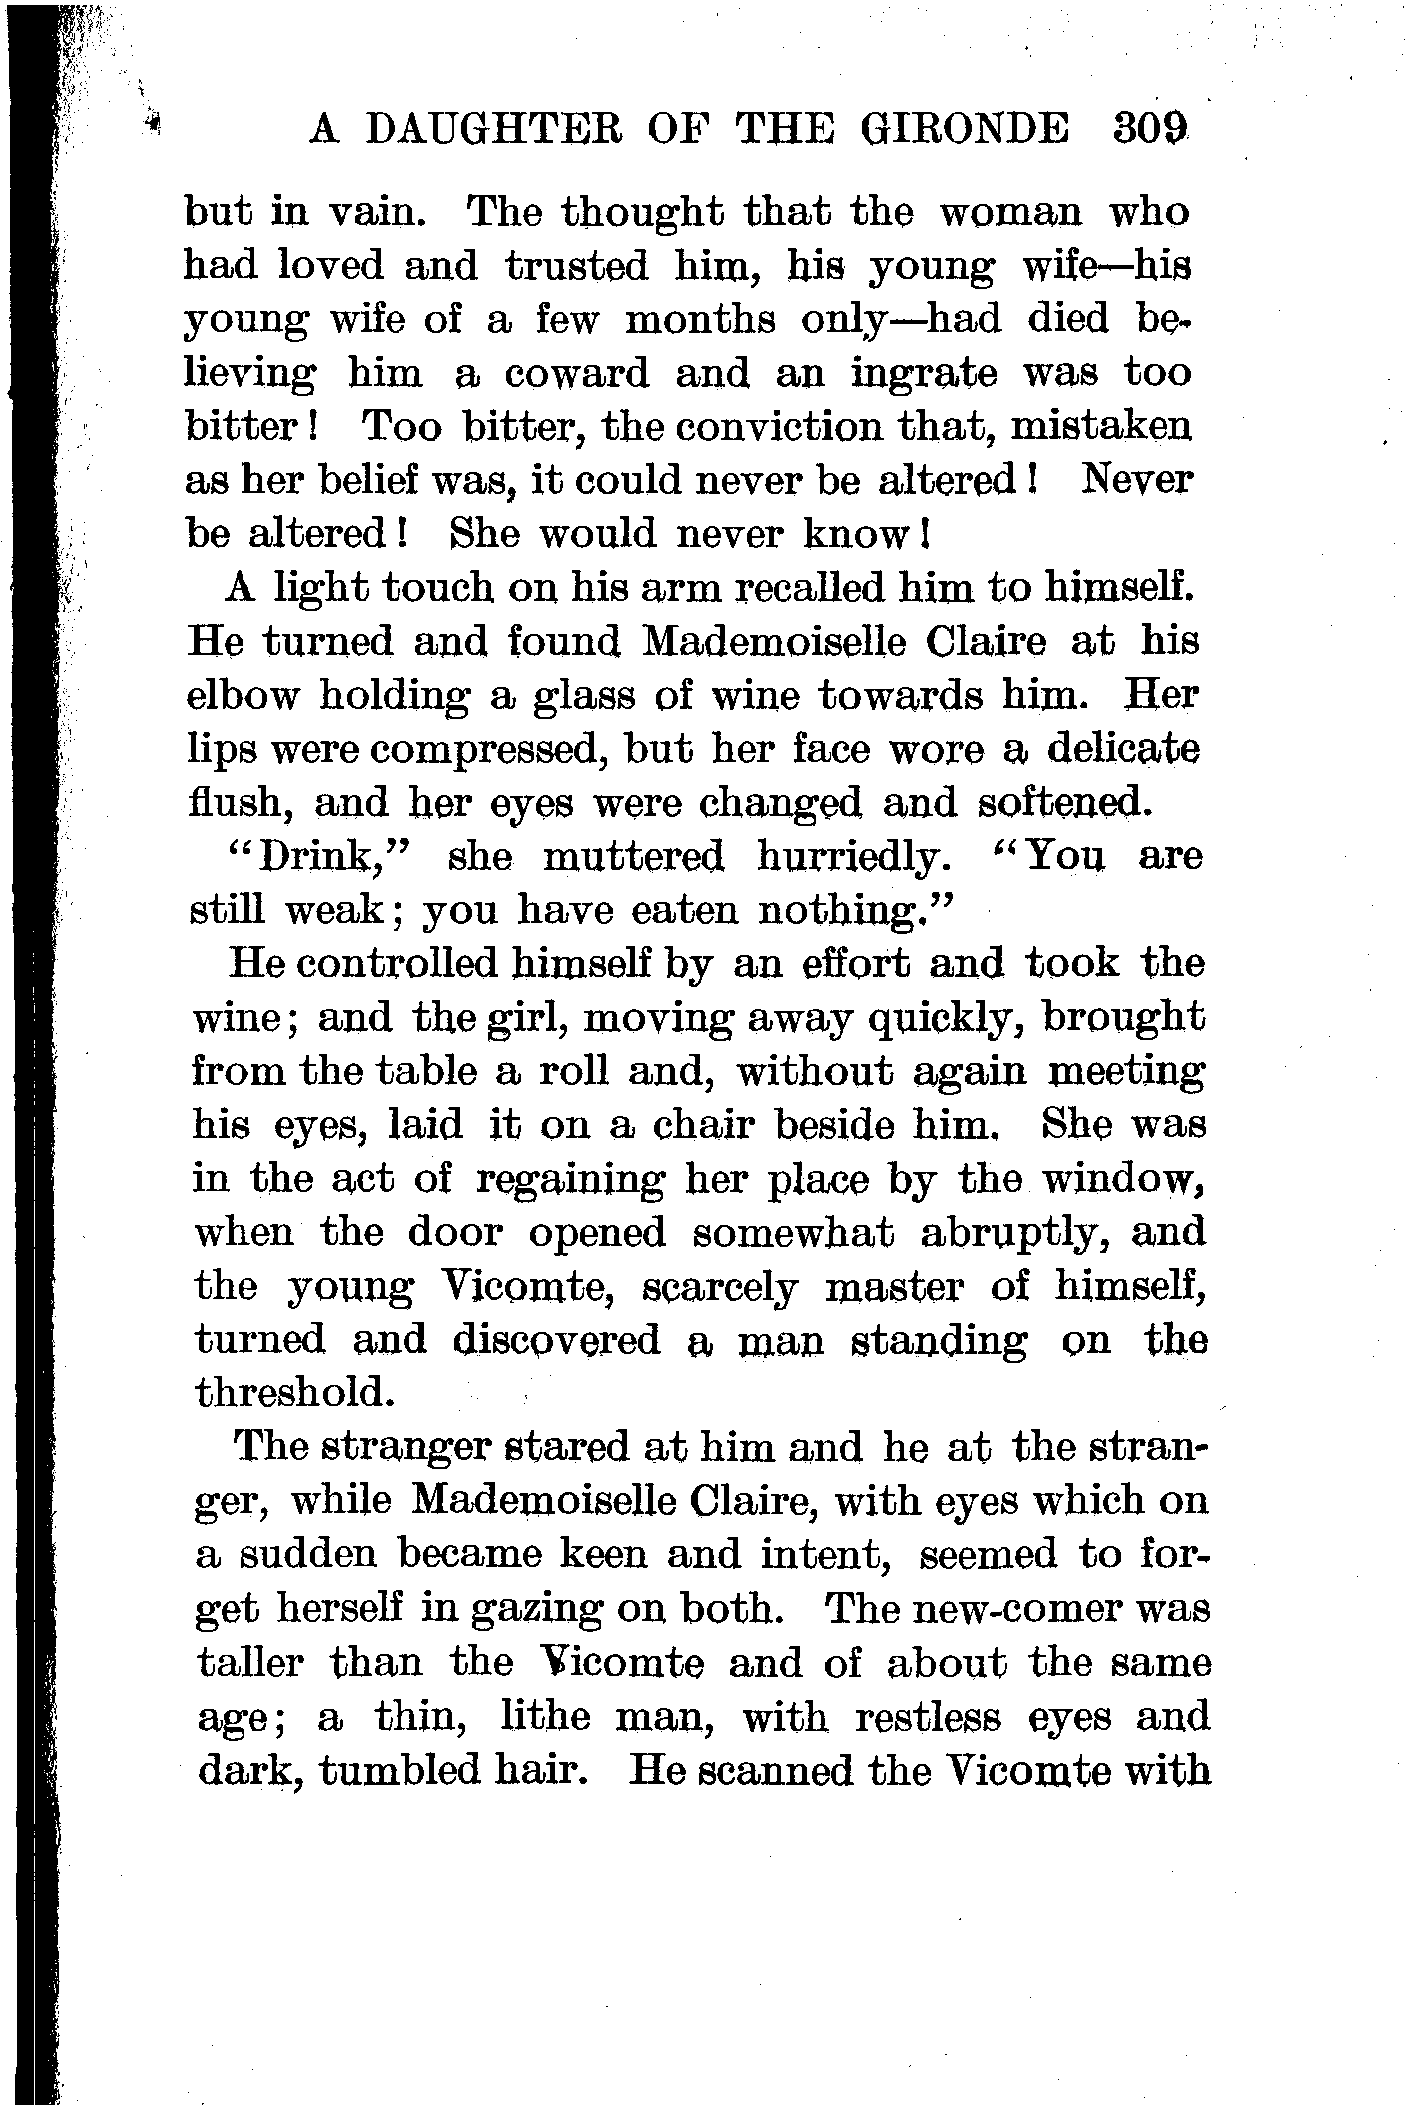 A DAUGHTER OF THE GIRONDE 309
but in vain. The thought that the woman who
had loved and trusted him, his young wife—his
young wife of a few months only—had died be-
lieving him a coward and an ingrate was too
bitter! Too bitter, the conviction that, mistaken
as her belief was, it could never be altered! Never
be altered! She would never know!
A light touch on his arm recalled him to himself.
He turned and found Mademoiselle Claire at his
elbow holding a glass of wine towards him. Her
lips were compressed, but her face wore a delicate
flush, and her eyes were changed and softened.
“Drink,” she muttered hurriedly. “You are
still weak; you have eaten nothing.”
He controlled himself by an effort and took the
wine; and the girl, moving away quickly, brought
from the table a roll and, without again meeting
his eyes, laid it on a chair beside him. She was
in the act of regaining her place by the window,
when the door opened somewhat abruptly, and
the young Vicomte, scarcely master of himself,
turned and discovered a man standing on the
threshold.
The stranger stared at him and he at the stran-
ger, while Mademoiselle Claire, with eyes which on
a sudden became keen and intent, seemed to for-
get herself in gazing on both. The new-comer was
taller than the Vicomte and of about the same
age; a thin, lithe man, with restless eyes and
dark, tumbled hair. He scanned the Vicomte with